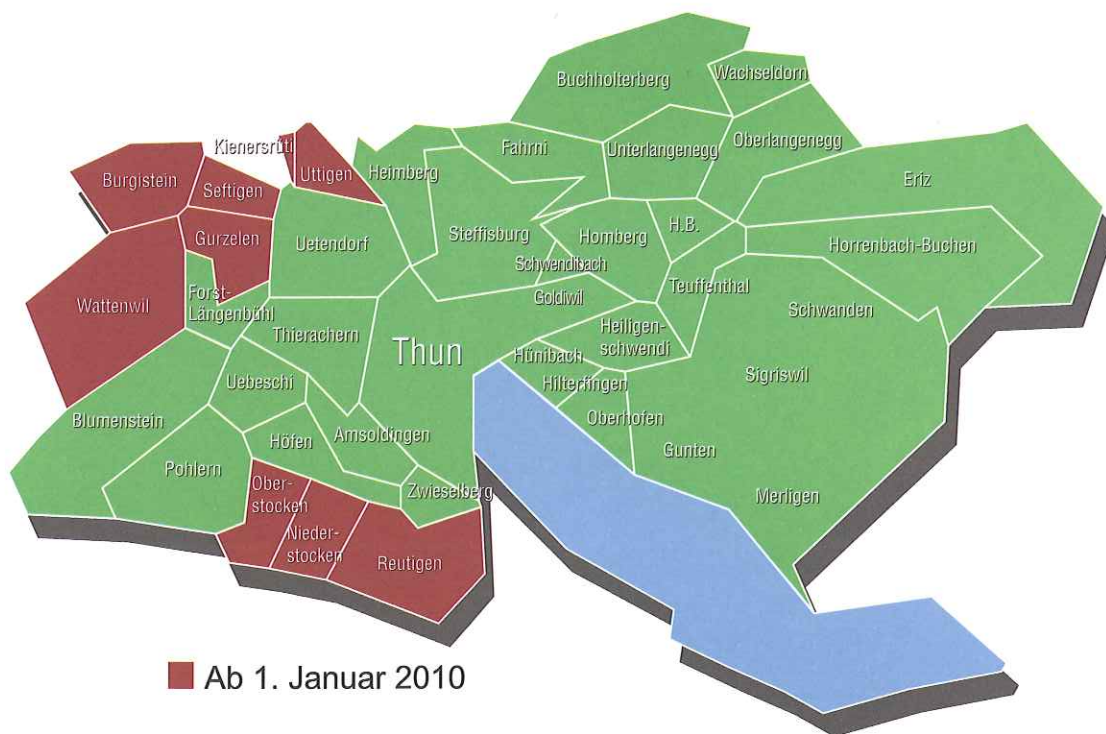 Buchholterberg
Wachseldorn
Fahrni
Unterlangenegg
Oberlangenegg
Kienersrüti
Uttigen
Heimberg
Burgistein
Seftigen
Eriz
Gurzelen
Uetendorf
Steffisburg
Homberg
H.B.
Horrenbach-Buchen
Schwendibach
Teuffenthal
Wattenwil
Forst-
Längenbühl
Goldiwil
Schwanden
Thierachern
Thun
Heiligen-
schwendi
Hünibach
Uebeschi
Hilterfingen
Sigriswil
Blumenstein
Oberhofen
Amsoldingen
Höfen
Gunten
Pohlern
Ober-
stocken
Zwieselberg
Merligen
Nieder-
stocken
Reutigen
Ab 1. Januar 2010